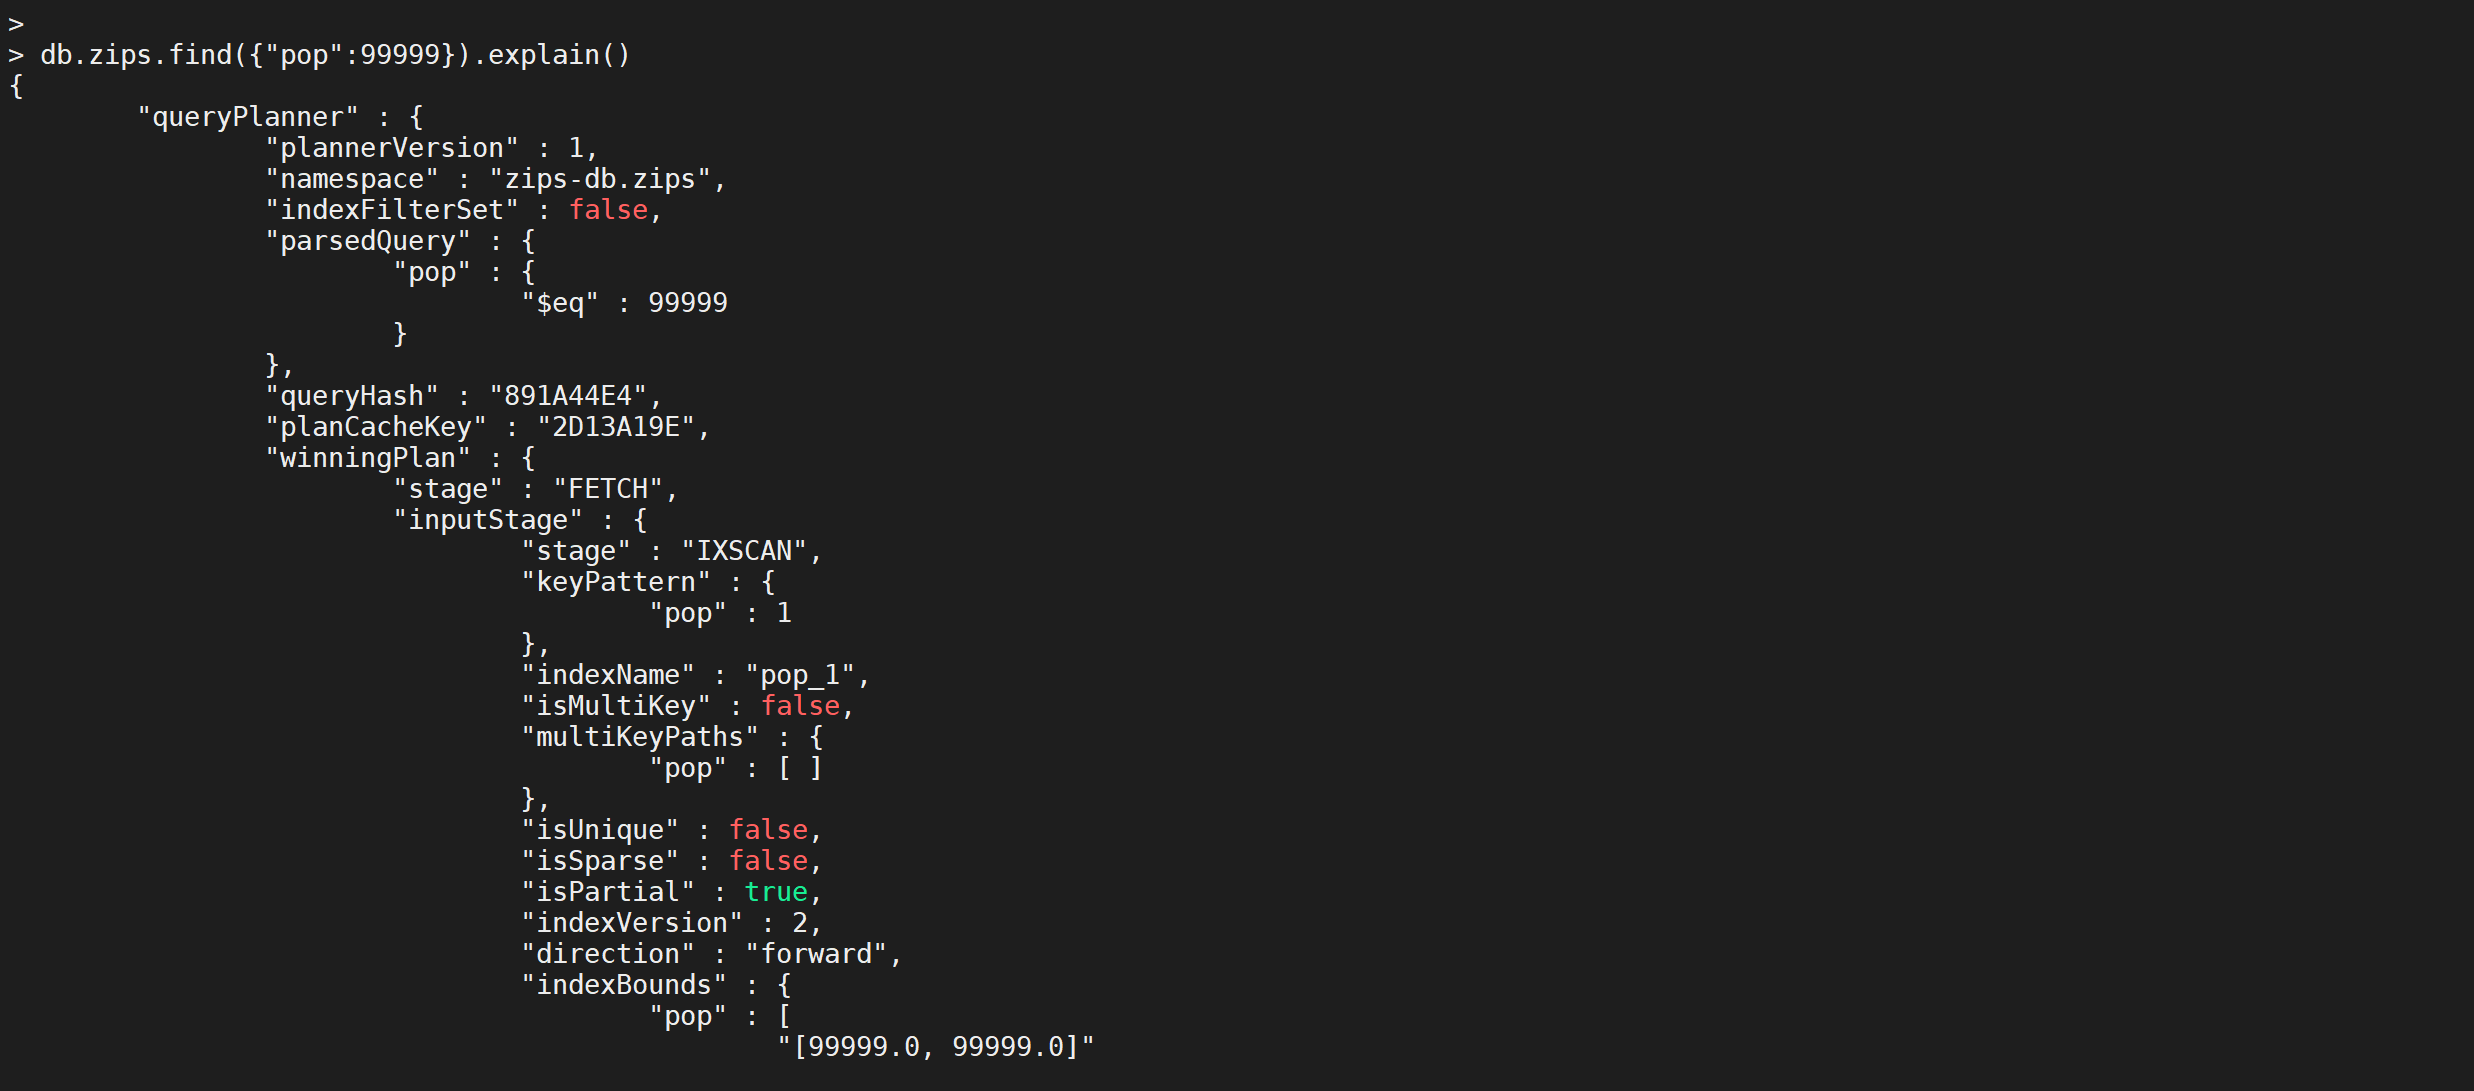 >
> db.zips.find({"pop":99999}).explain()
{
        "queryPlanner" : {
                "plannerVersion" : 1,
                "namespace" : "zips-db.zips",
                "indexFilterSet" : false,
                "parsedQuery" : {
                        "pop" : {
                                "$eq" : 99999
                        }
                },
                "queryHash" : "891A44E4",
                "planCacheKey" : "2D13A19E",
                "winningPlan" : {
                        "stage" : "FETCH",
                        "inputStage" : {
                                "stage" : "IXSCAN",
                                "keyPattern" : {
                                        "pop" : 1
                                },
                                "indexName" : "pop_1",
                                "isMultiKey" : false,
                                "multiKeyPaths" : {
                                        "pop" : [ ]
                                },
                                "isUnique" : false,
                                "isSparse" : false,
                                "isPartial" : true,
                                "indexVersion" : 2,
                                "direction" : "forward",
                                "indexBounds" : {
                                        "pop" : [
                                                "[99999.0, 99999.0]"